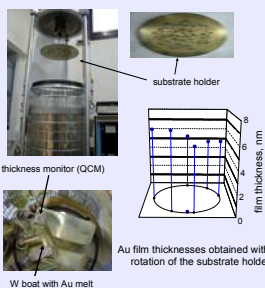 substrate holder
thickness monitor (QCM)
W boat with Au melt
8
6
4
2
0
film thickness, nm
Au film thicknesses obtained with
rotation of the substrate holde